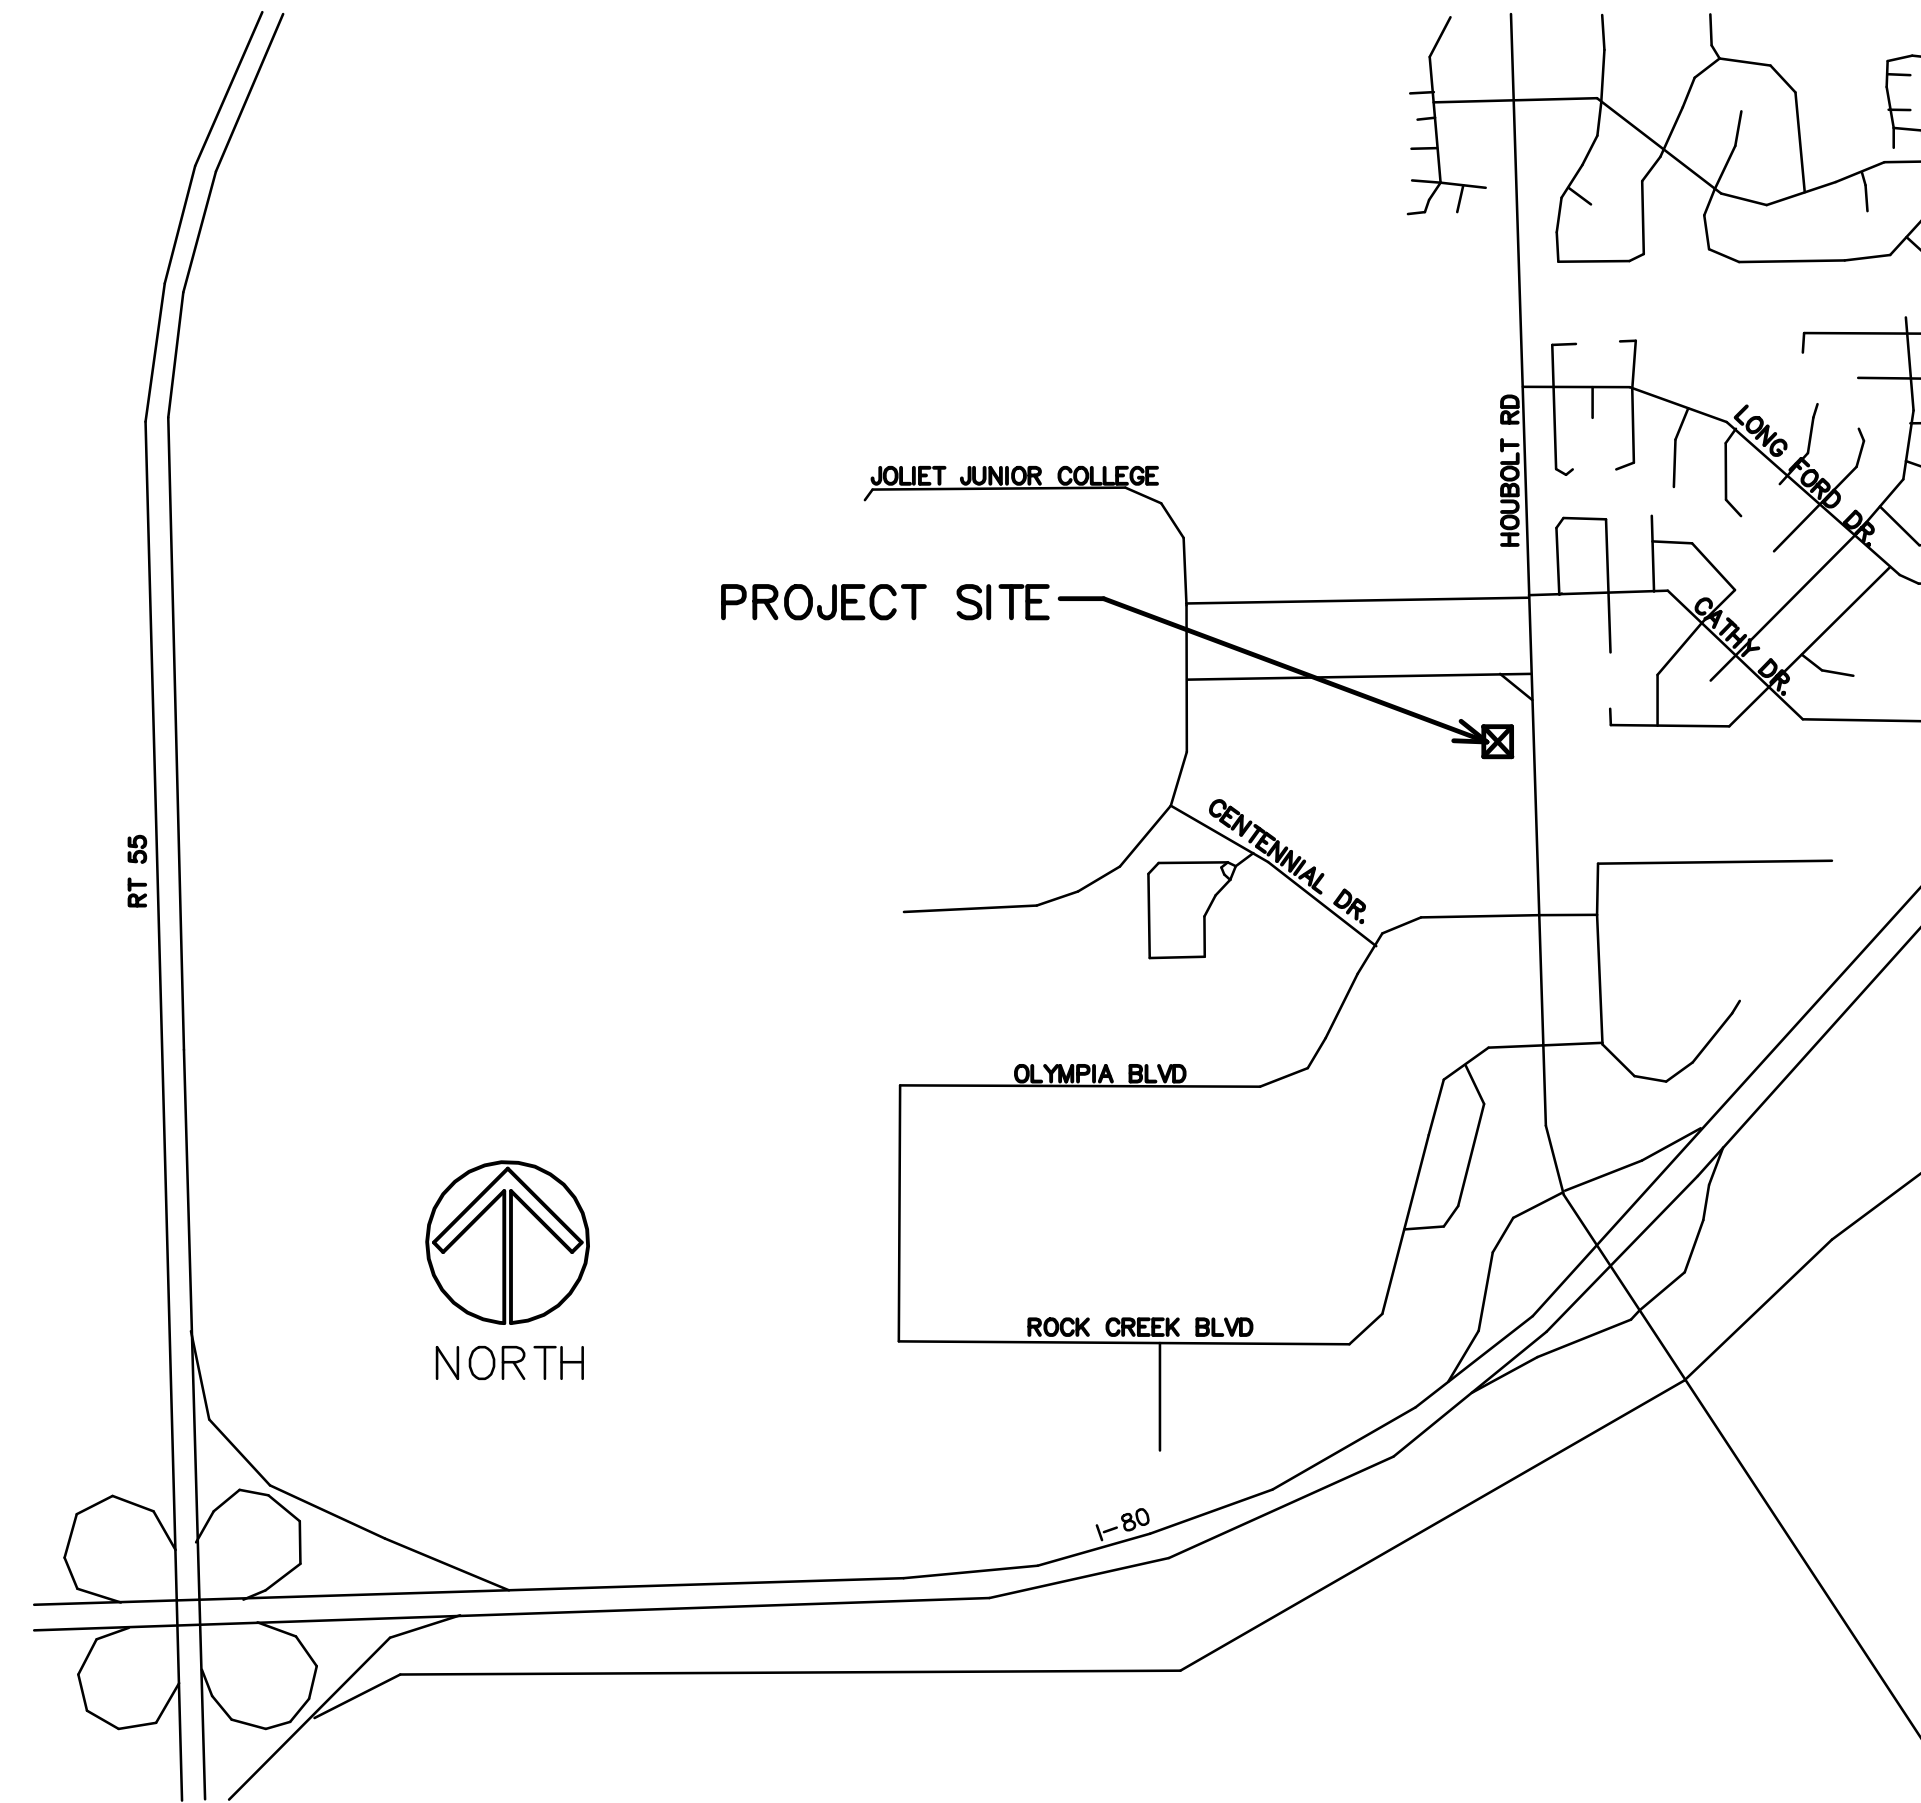 HOUBOLT RD
LONG FORD DR.
JOLIET JUNIOR COLLEGE
PROJECT SITE
CATHY DR.
CENTENNIAL DR.
RT 55
OLYMPIA BLVD
ROCK CREEK BLVD
NORTH
I-80